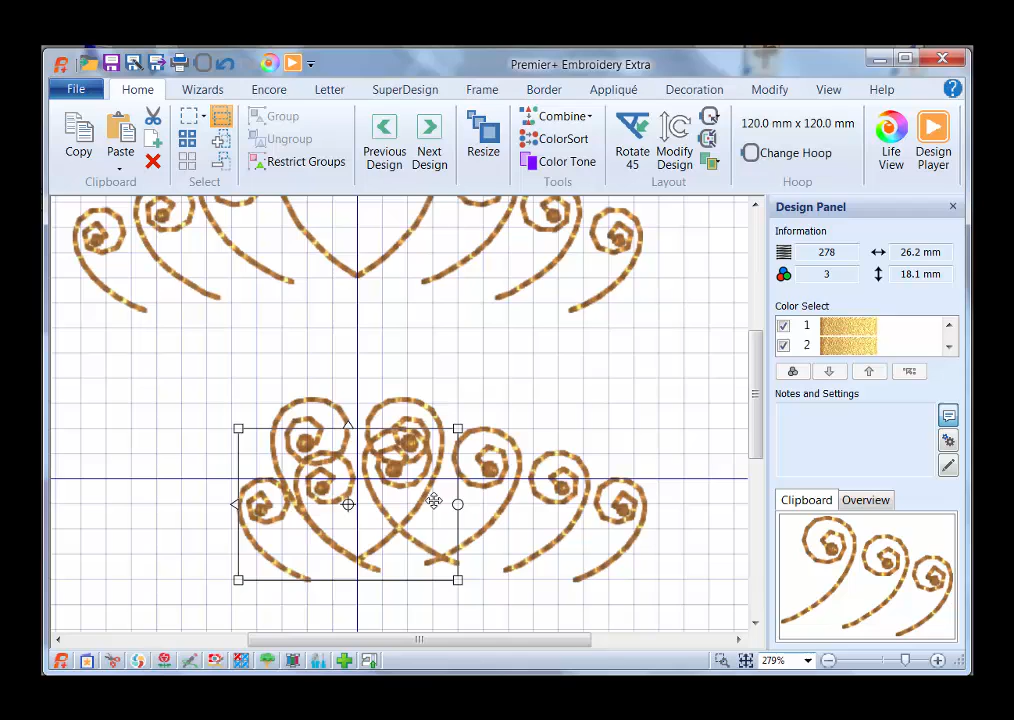 Premier+ Embroidery Extra
File Home Wizards Encore Letter SuperDesign Frame Border Appliqué Decoration Modify View Help
Copy Paste
Clipboard
Select
Group
Ungroup
Restrict Groups
Previous Design
Next Design
Resize
Combine
ColorSort
Color Tone
Tools
Rotate 45
Modify Design
Layout
120.0 mm x 120.0 mm
Change Hoop
Hoop
Life View
Design Player
Design Panel
Information
278 26.2 mm
3 18.1 mm
Color Select
1
2
Notes and Settings
Clipboard Overview
279%